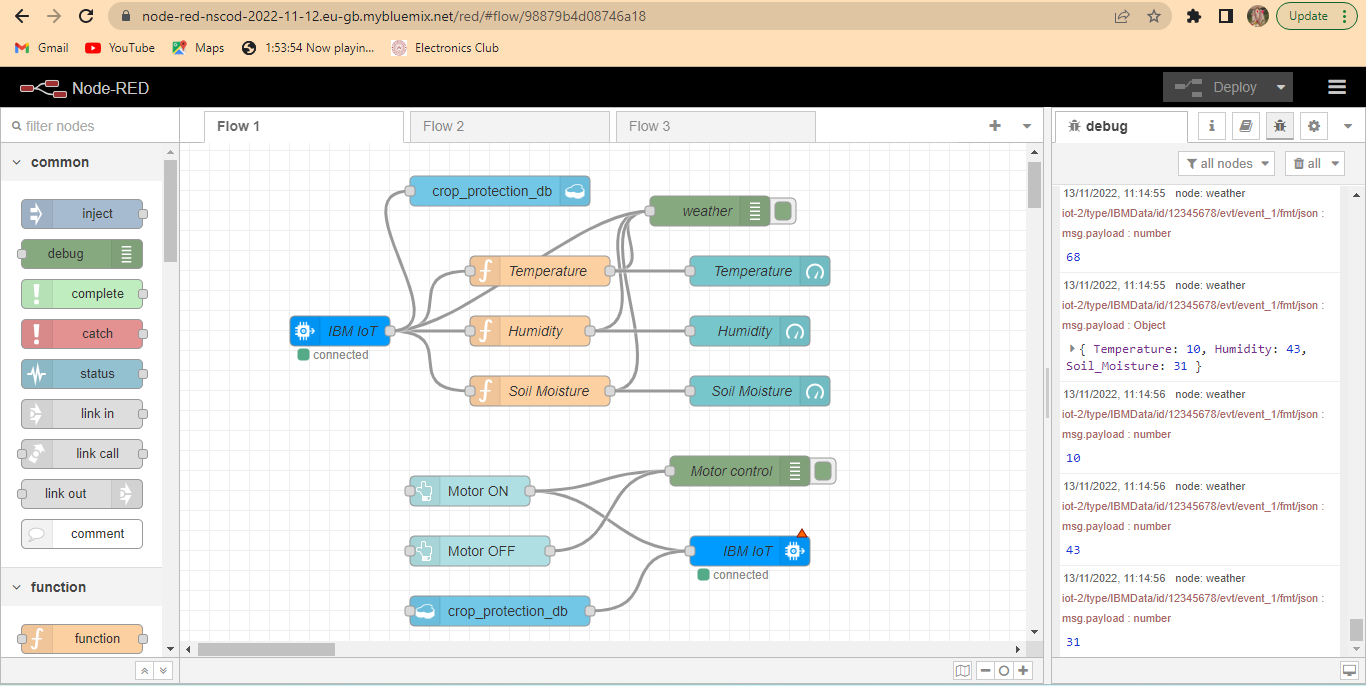 node-red-nscod-2022-11-12.eu-gb.mybluemix.net/red/#flow/98879b4d08746a18
Update
Gmail
YouTube
Maps
1:53:54 Now playin...
Electronics Club
Node-RED
Deploy
filter nodes
Flow 1
Flow 2
Flow 3
debug
i
common
all nodes
all
inject
debug
complete
catch
status
link in
link call
link out
comment
function
function
crop_protection_db
weather
Temperature
Temperature
IBM IoT
Humidity
Humidity
connected
Soil Moisture
Soil Moisture
Motor control
Motor ON
Motor OFF
IBM IoT
connected
crop_protection_db
13/11/2022, 11:14:55 node: weather
iot-2/type/IBMData/id/12345678/evt/event_1/fmt/json :
msg.payload : number
68
13/11/2022, 11:14:55 node: weather
iot-2/type/IBMData/id/12345678/evt/event_1/fmt/json :
msg.payload : Object
{ Temperature: 10, Humidity: 43,
Soil_Moisture: 31 }
13/11/2022, 11:14:56 node: weather
iot-2/type/IBMData/id/12345678/evt/event_1/fmt/json :
msg.payload : number
10
13/11/2022, 11:14:56 node: weather
iot-2/type/IBMData/id/12345678/evt/event_1/fmt/json :
msg.payload : number
43
13/11/2022, 11:14:56 node: weather
iot-2/type/IBMData/id/12345678/evt/event_1/fmt/json :
msg.payload : number
31